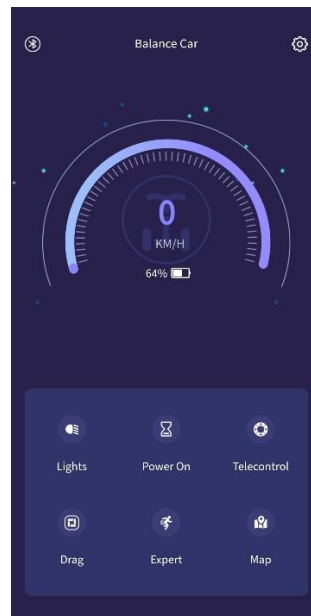 Balance Car
0
KM/H
64%
Lights
Power On
Telecontrol
Drag
Expert
Map